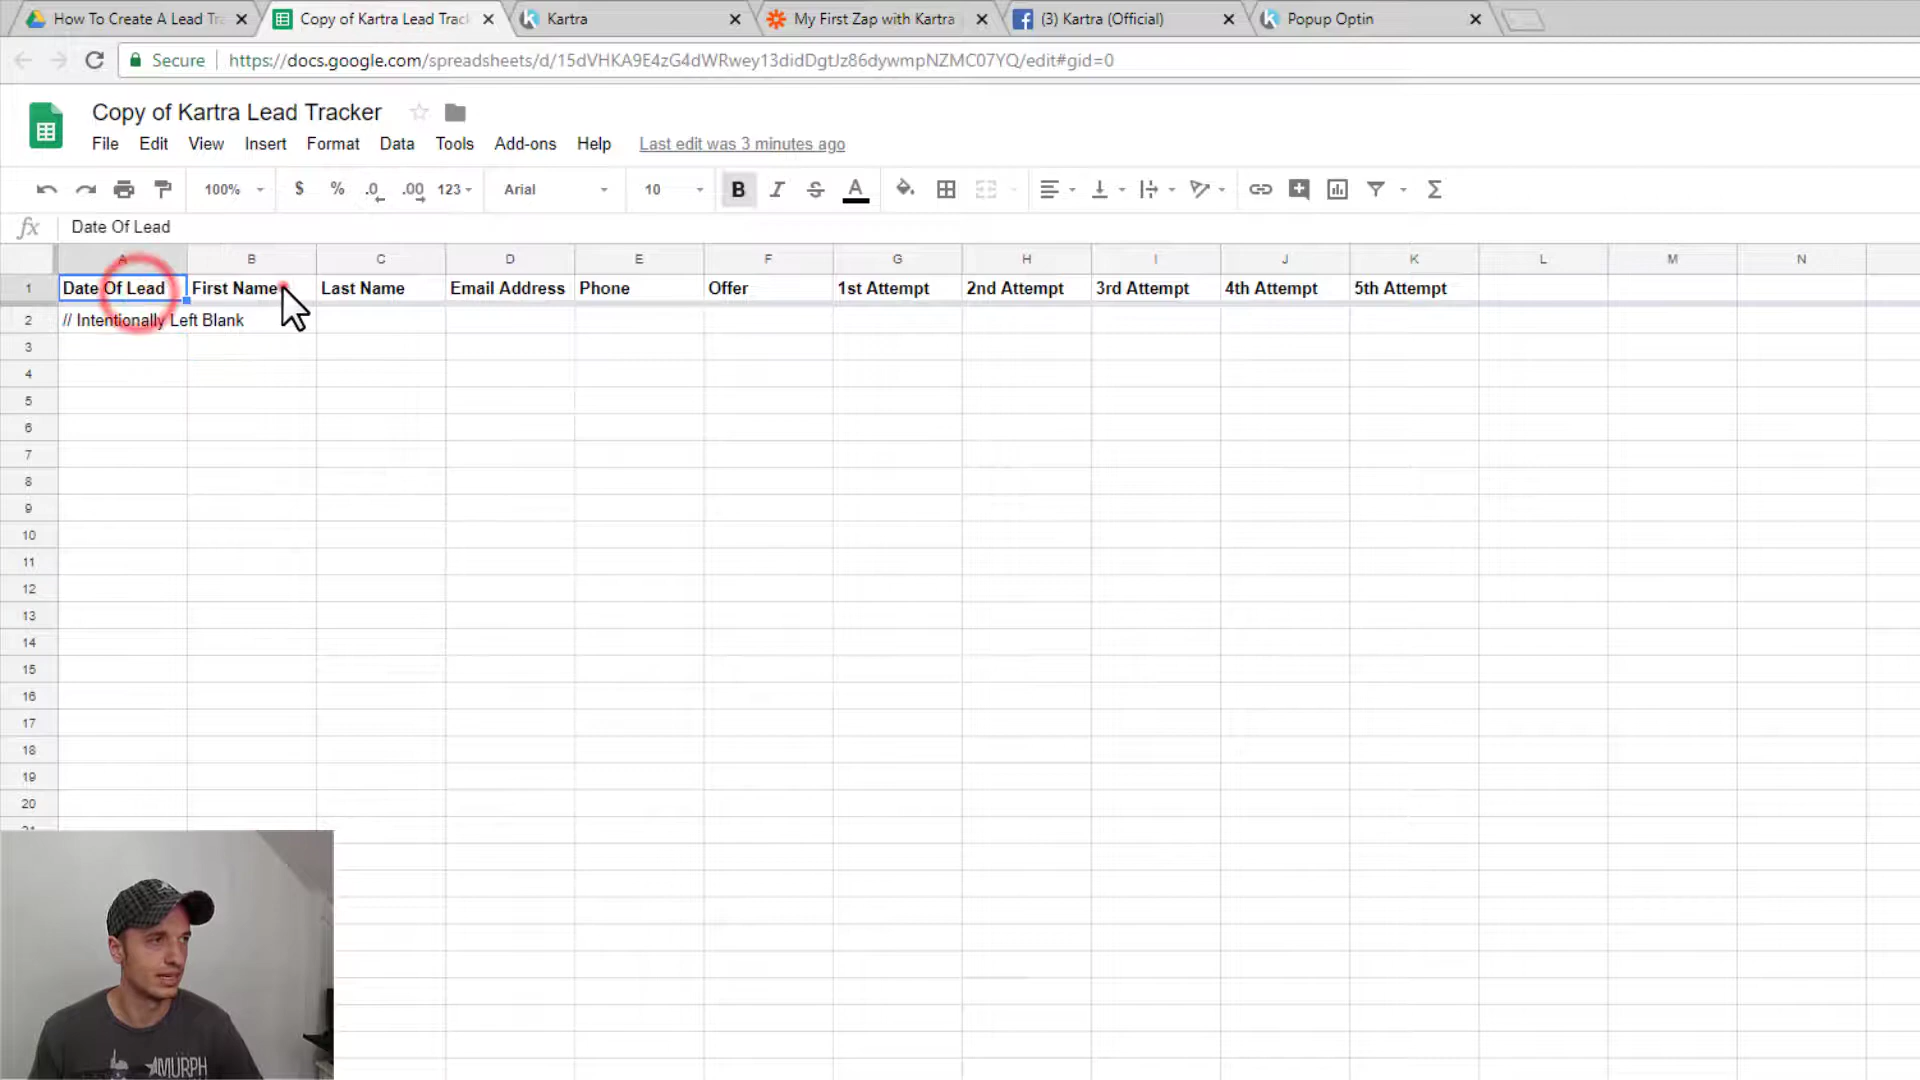 How To Create A Lead Tr
Copy of Kartra Lead Track
Kartra
My First Zap with Kartra
(3) Kartra (Official)
Popup Optin
Secure
https://docs.google.com/spreadsheets/d/15dVHKA9E4zG4dWRwey13didDgtJz86dywmpNZMC07YQ/edit#gid=0
Copy of Kartra Lead Tracker
File Edit View Insert Format Data Tools Add-ons Help Last edit was 3 minutes ago
100% $ % .0 .00 123 Arial 10 B I S A Σ
fx Date Of Lead
A B C D E F G H I J K L M N
1 Date Of Lead First Name Last Name Email Address Phone Offer 1st Attempt 2nd Attempt 3rd Attempt 4th Attempt 5th Attempt
2 // Intentionally Left Blank
3
4
5
6
7
8
9
10
11
12
13
14
15
16
17
18
19
20
MURPH